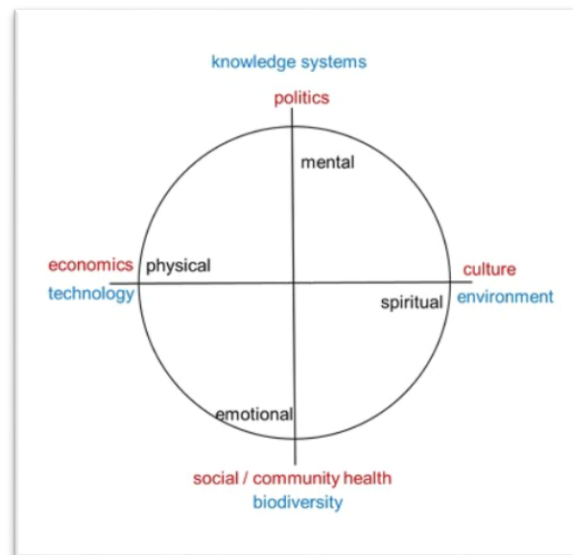 knowledge systems
politics
mental
economics physical culture
technology spiritual environment
emotional
social / community health
biodiversity